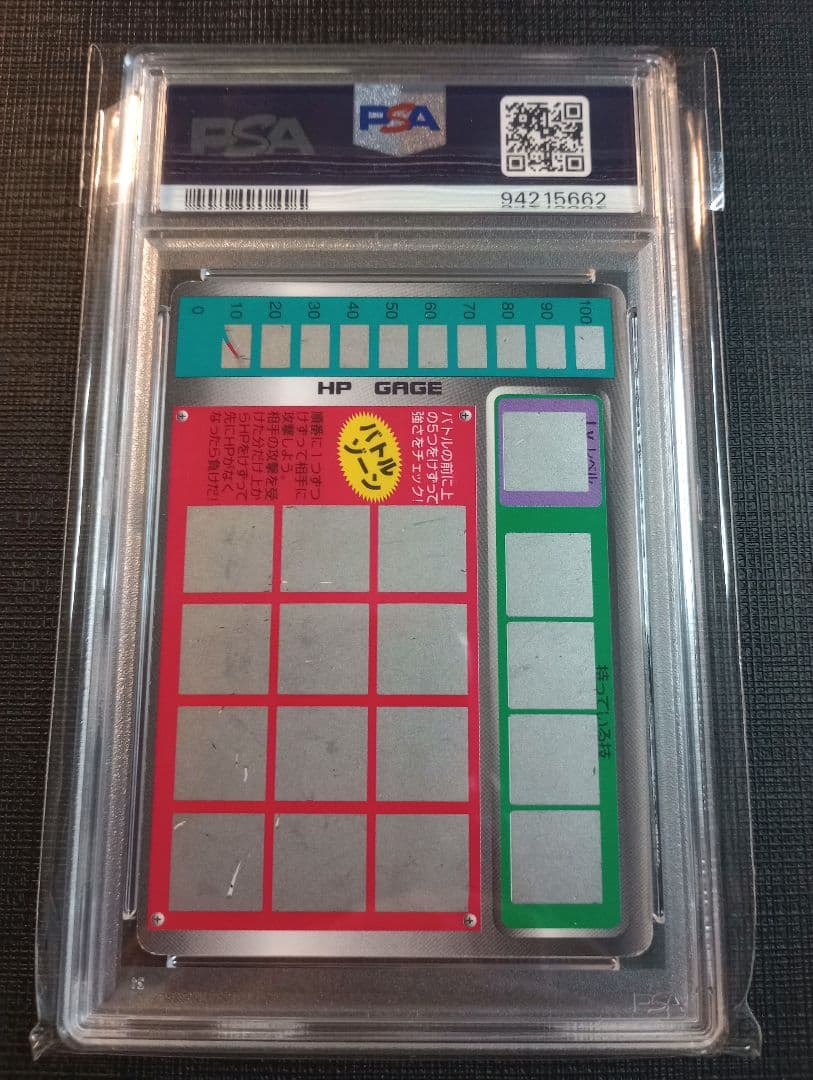 PSA
PSA
94215662
0
10
20
30
40
50
60
70
80
90
100
HP GAGE
バトルの前に上
の5つをけずって
強さをチェック!
バトル
ゾーン
順番に1つずつ
けずって相手に
攻撃しよう。
相手の攻撃を受
けた分だけ上か
らHPをけずって
先にHPがなく
なったら負けだ!
持っている技
PSA